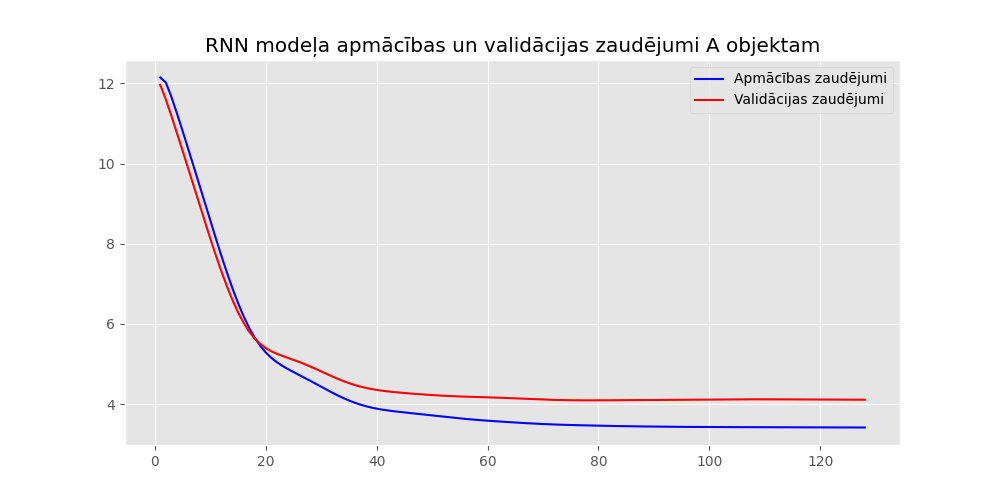 RNN modeļa apmācības un validācijas zaudējumi A objektam
Apmācības zaudējumi
Validācijas zaudējumi
12
10
8
6
4
0 20 40 60 80 100 120